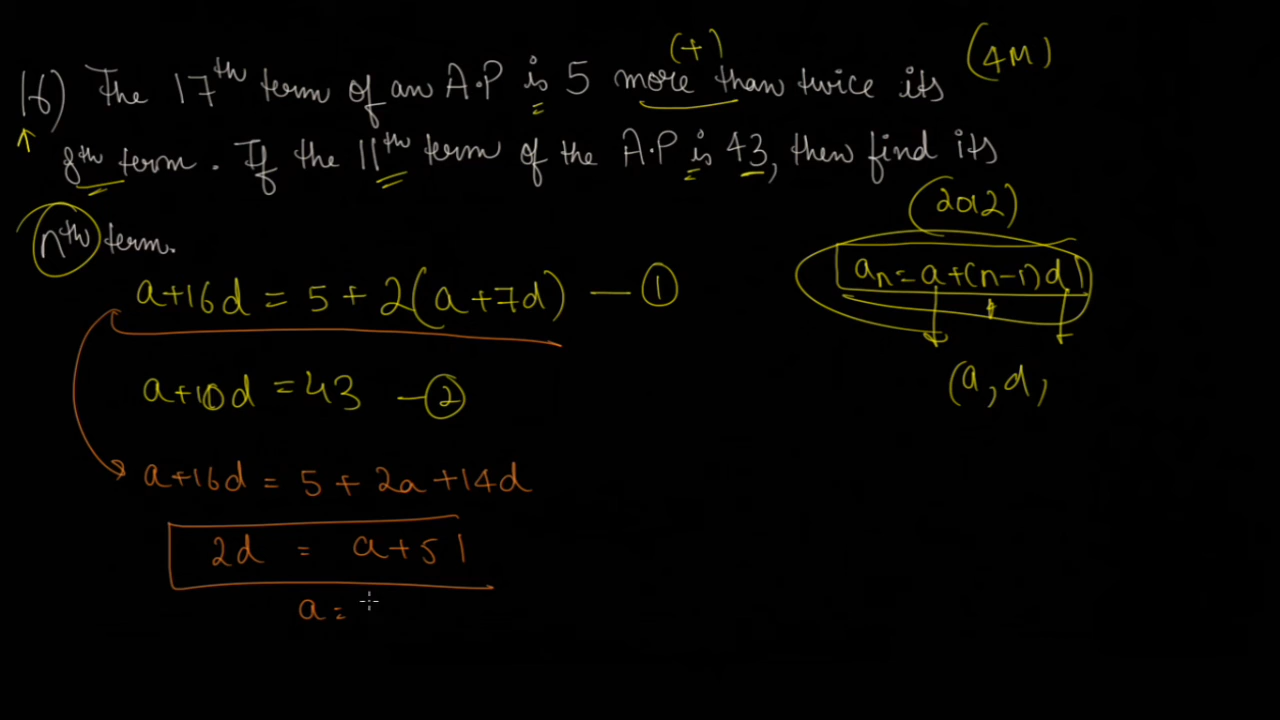 16) The 17th term of an A.P is 5 more than twice its
(+)
(4M)
8th term. If the 11th term of the A.P is 43, then find its
nth term.
(2012)
an = a+(n-1)d
a+16d = 5 + 2(a+7d) — ①
(a, d,
a+10d = 43 — ②
a+16d = 5 + 2a +14d
2d = a+5
a =